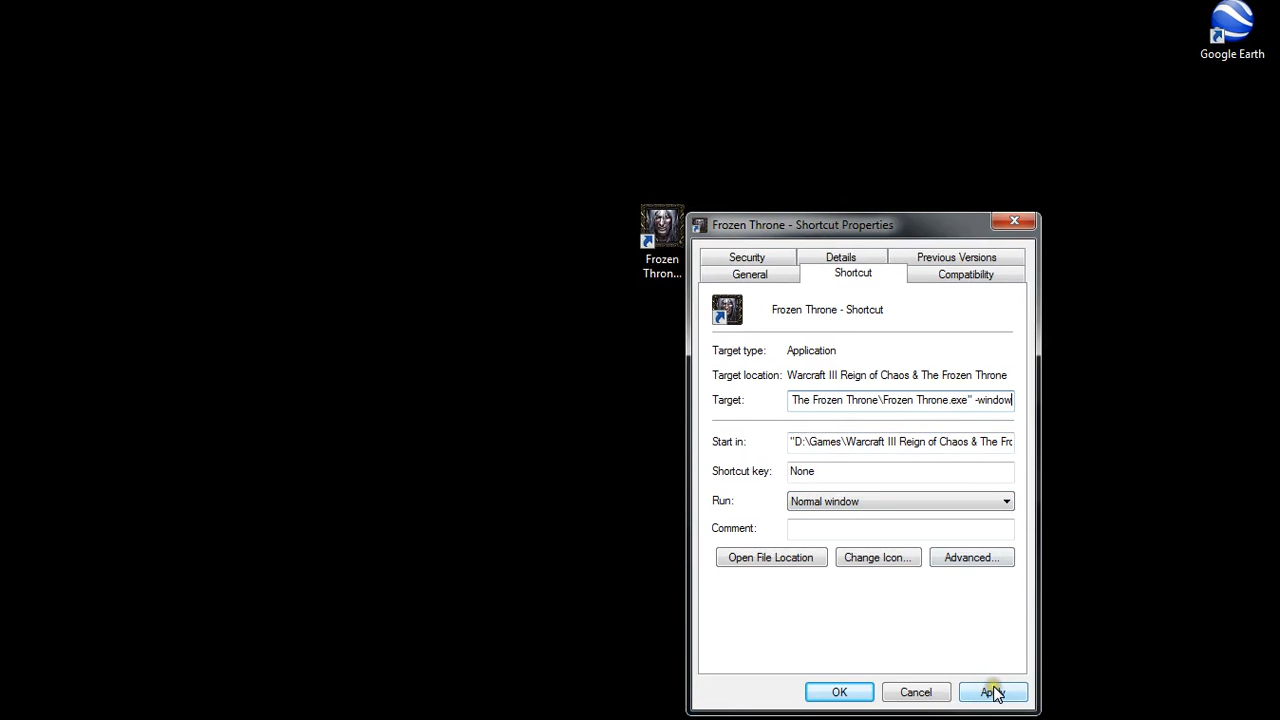 Google Earth
Frozen
Thron...
Frozen Throne - Shortcut Properties
Security
Details
Previous Versions
General
Shortcut
Compatibility
Frozen Throne - Shortcut
Target type:
Application
Target location:
Warcraft III Reign of Chaos & The Frozen Throne
Target:
The Frozen Throne\Frozen Throne.exe" -window
Start in:
"D:\Games\Warcraft III Reign of Chaos & The Fro
Shortcut key:
None
Run:
Normal window
Comment:
Open File Location
Change Icon...
Advanced...
OK
Cancel
Apply